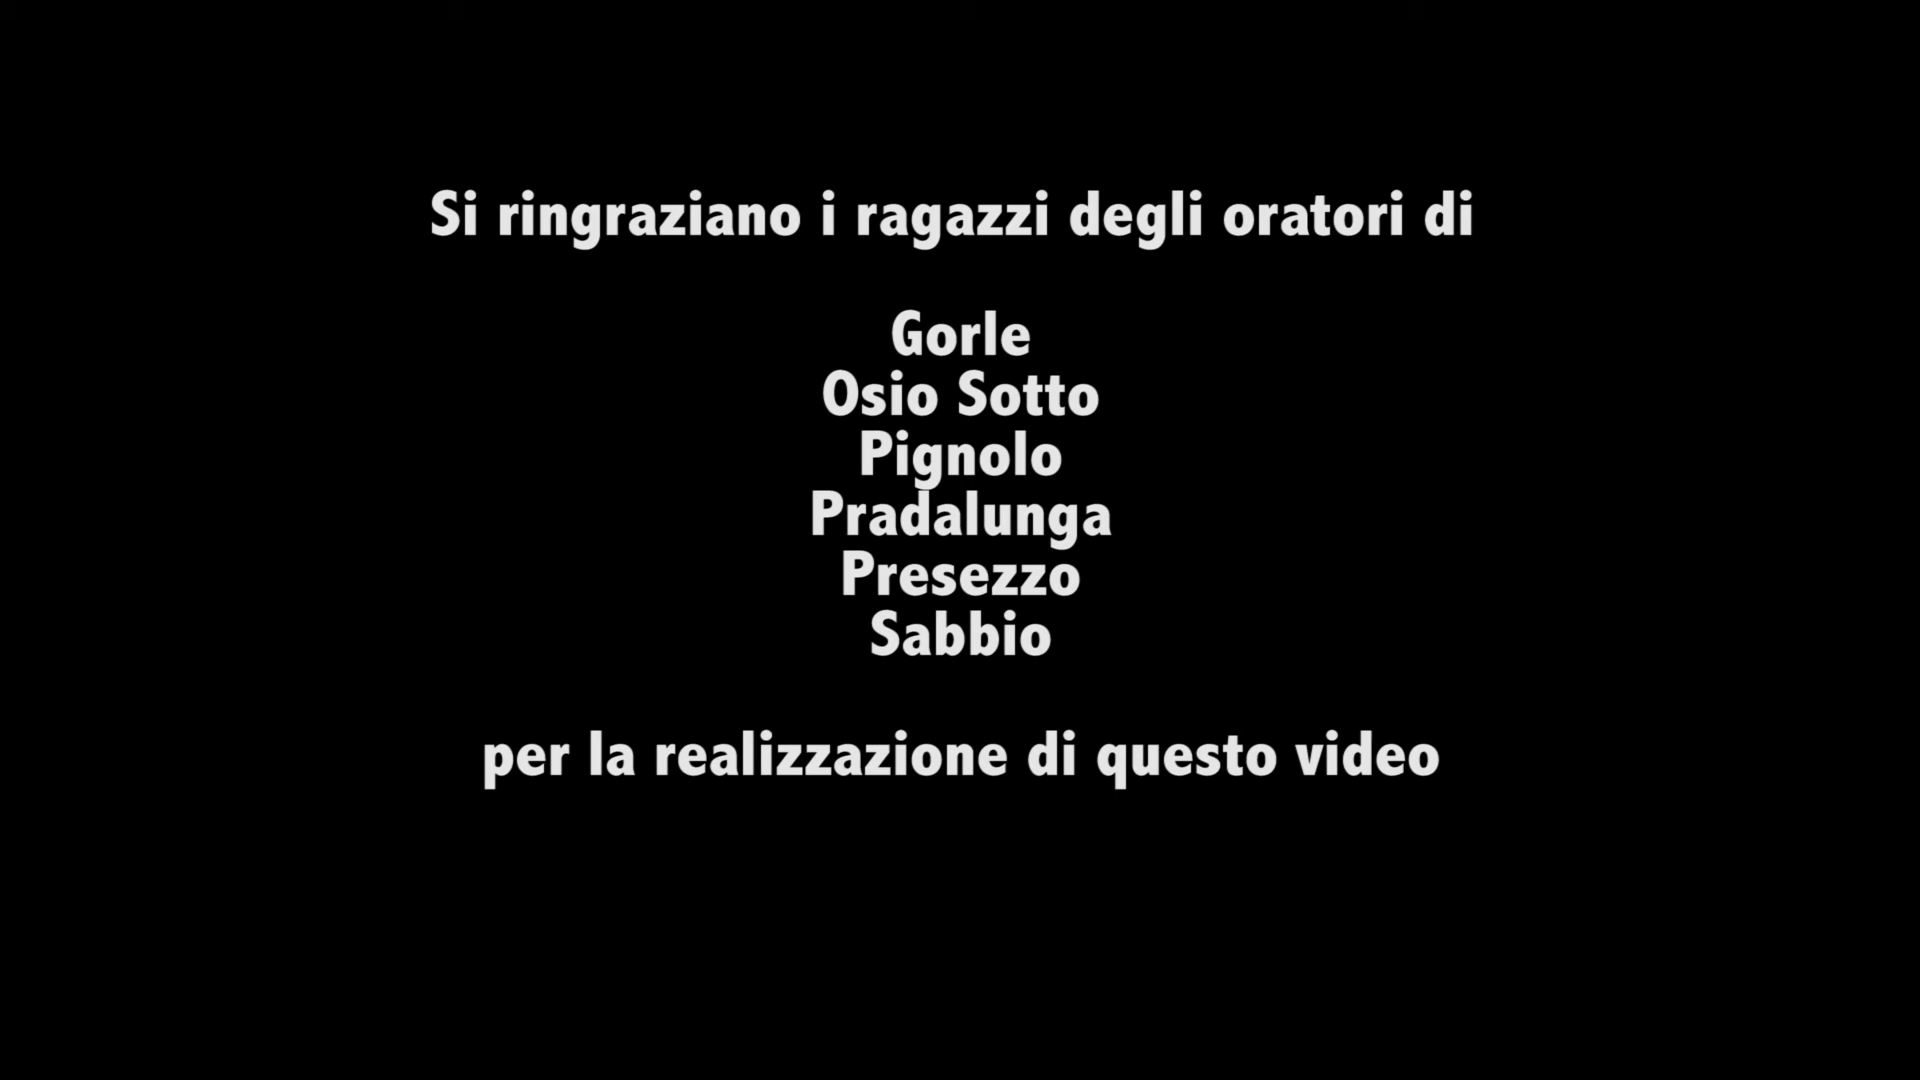 Si ringraziano i ragazzi degli oratori di
Gorle
Osio Sotto
Pignolo
Pradalunga
Presezzo
Sabbio
per la realizzazione di questo video